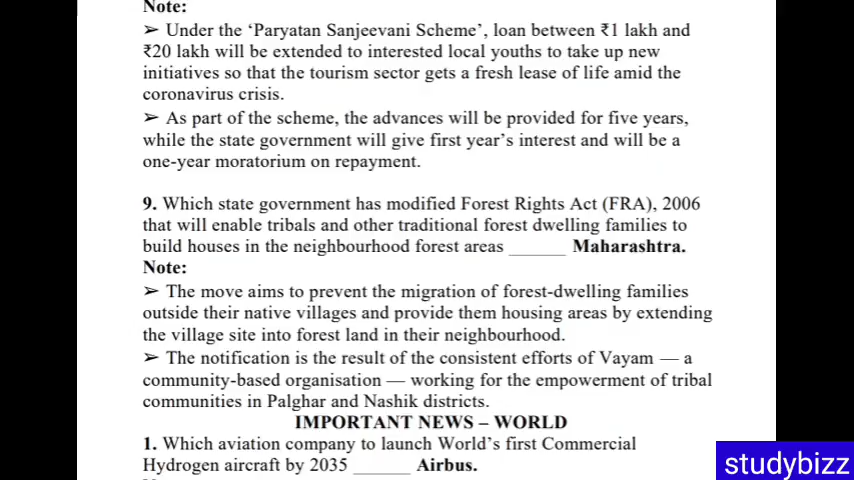 Note:
➢ Under the ‘Paryatan Sanjeevani Scheme’, loan between ₹1 lakh and
₹20 lakh will be extended to interested local youths to take up new
initiatives so that the tourism sector gets a fresh lease of life amid the
coronavirus crisis.
➢ As part of the scheme, the advances will be provided for five years,
while the state government will give first year’s interest and will be a
one-year moratorium on repayment.
9. Which state government has modified Forest Rights Act (FRA), 2006
that will enable tribals and other traditional forest dwelling families to
build houses in the neighbourhood forest areas ______ Maharashtra.
Note:
➢ The move aims to prevent the migration of forest-dwelling families
outside their native villages and provide them housing areas by extending
the village site into forest land in their neighbourhood.
➢ The notification is the result of the consistent efforts of Vayam — a
community-based organisation — working for the empowerment of tribal
communities in Palghar and Nashik districts.
IMPORTANT NEWS – WORLD
1. Which aviation company to launch World’s first Commercial
Hydrogen aircraft by 2035 ______ Airbus.
studybizz